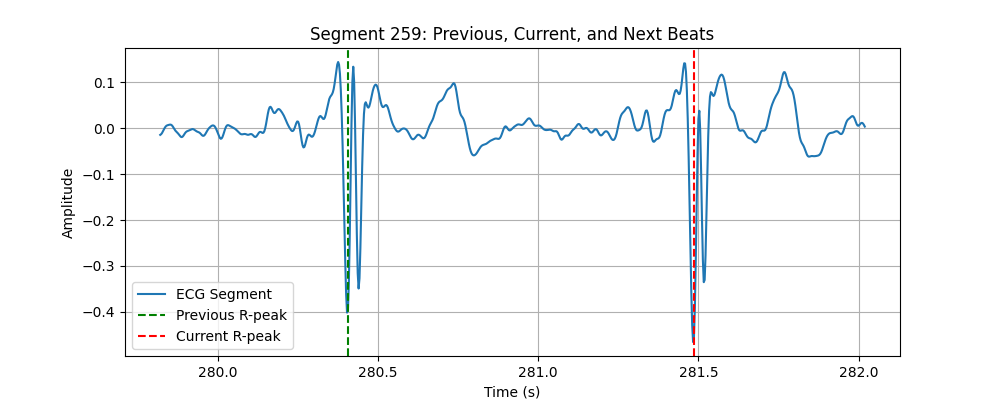 Segment 259: Previous, Current, and Next Beats
Amplitude
0.1
0.0
−0.1
−0.2
−0.3
−0.4
ECG Segment
Previous R-peak
Current R-peak
280.0 280.5 281.0 281.5 282.0
Time (s)